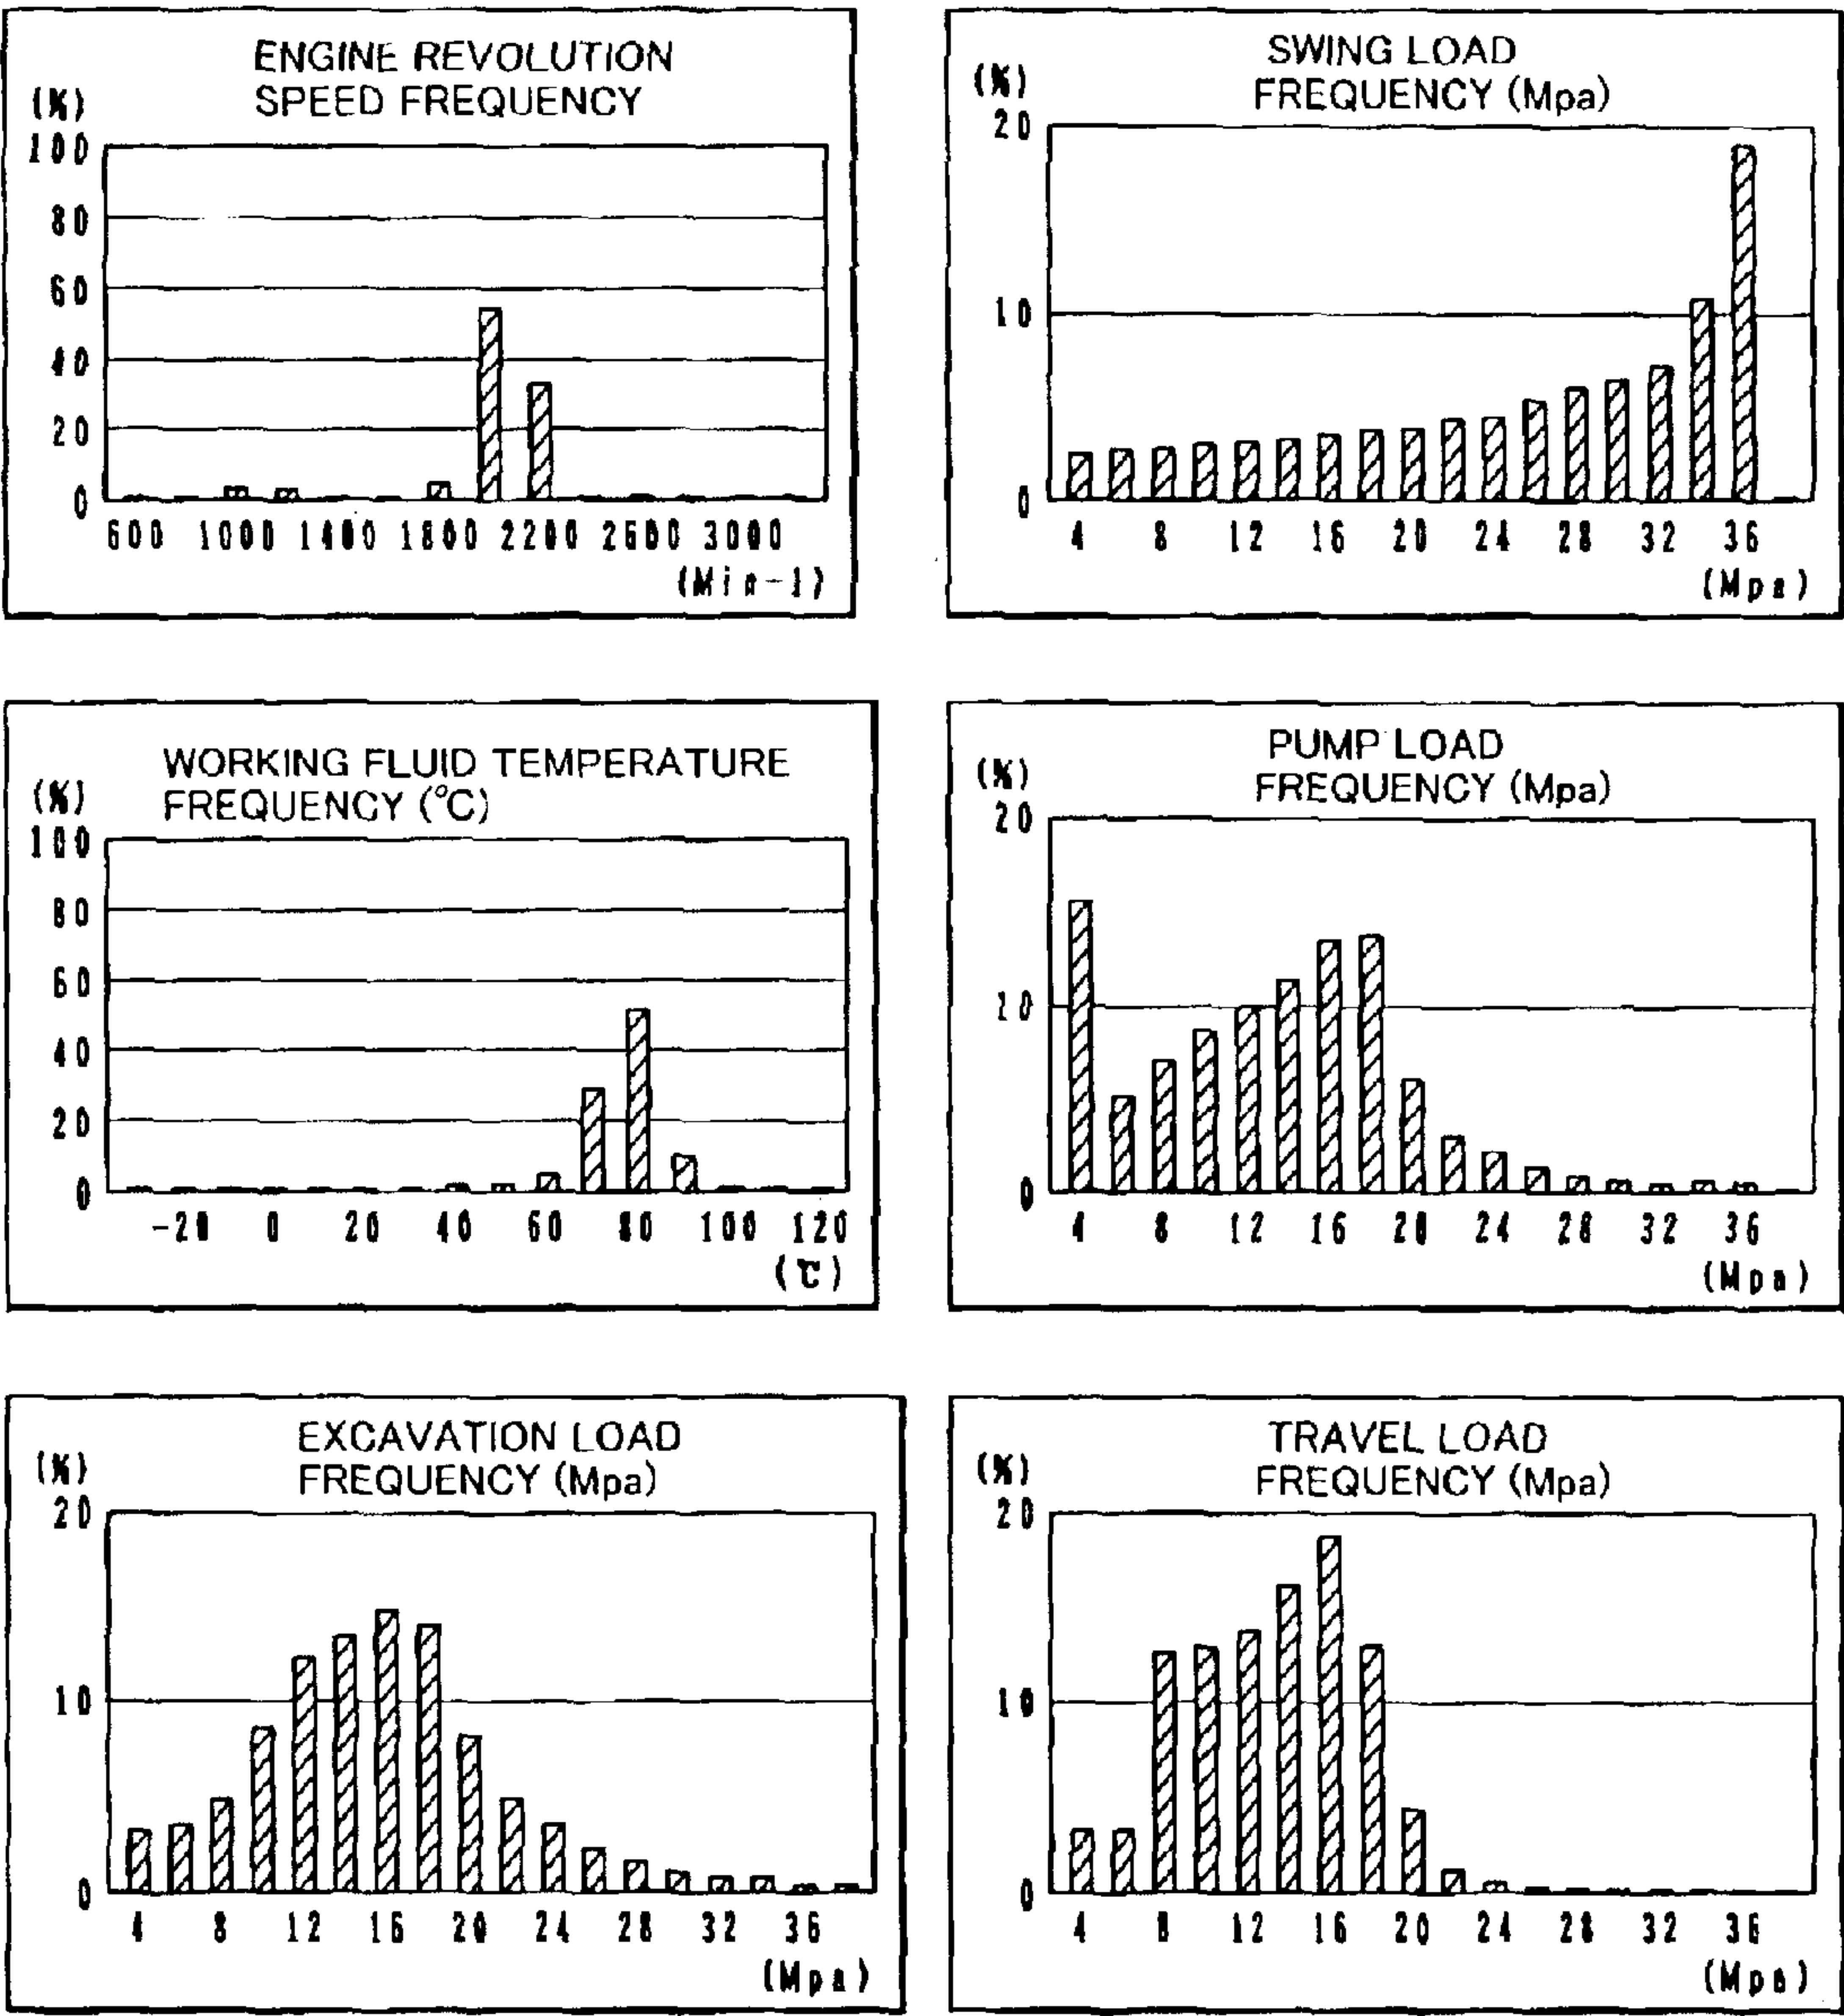 ENGINE REVOLUTION
SPEED FREQUENCY
(%)
100
80
60
40
20
0
600 1000 1400 1800 2200 2600 3000
(Min-1)
SWING LOAD
FREQUENCY (Mpa)
(%)
20
10
0
4 8 12 16 20 24 28 32 36
(Mpa)
WORKING FLUID TEMPERATURE
FREQUENCY (°C)
(%)
100
80
60
40
20
0
-20 0 20 40 60 80 100 120
(℃)
PUMP LOAD
FREQUENCY (Mpa)
(%)
20
10
0
4 8 12 16 20 24 28 32 36
(Mpa)
EXCAVATION LOAD
FREQUENCY (Mpa)
(%)
20
10
0
4 8 12 16 20 24 28 32 36
(Mpa)
TRAVEL LOAD
FREQUENCY (Mpa)
(%)
20
10
0
4 8 12 16 20 24 28 32 36
(Mpa)